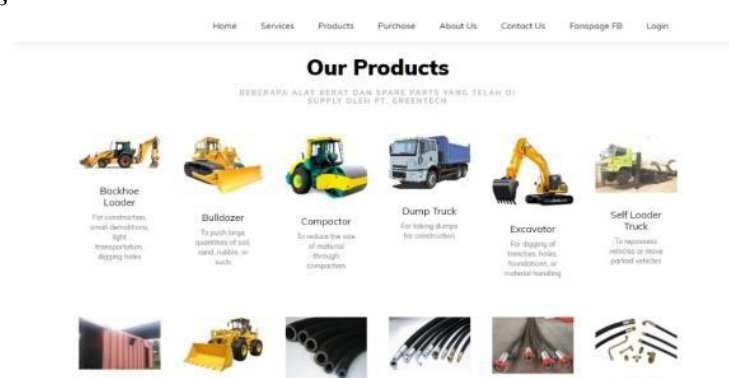 s
Home Services Products Purchase About Us Contact Us Fanspage FB Login
Our Products
BEBERAPA ALAT BERAT DAN SPARE PARTS YANG TELAH DI
SUPPLY OLEH PT. GREENTECH
Backhoe
Loader
For construction,
small demolitions,
light
transportation,
digging holes
Bulldozer
To push large
quantities of soil,
sand, rubble, or
such
Compactor
To reduce the size
of material
through
compaction
Dump Truck
For taking dumps
for construction
Excavator
For digging of
trenches, holes,
foundations, or
material handling
Self Loader
Truck
To repossess
vehicles or move
parked vehicles